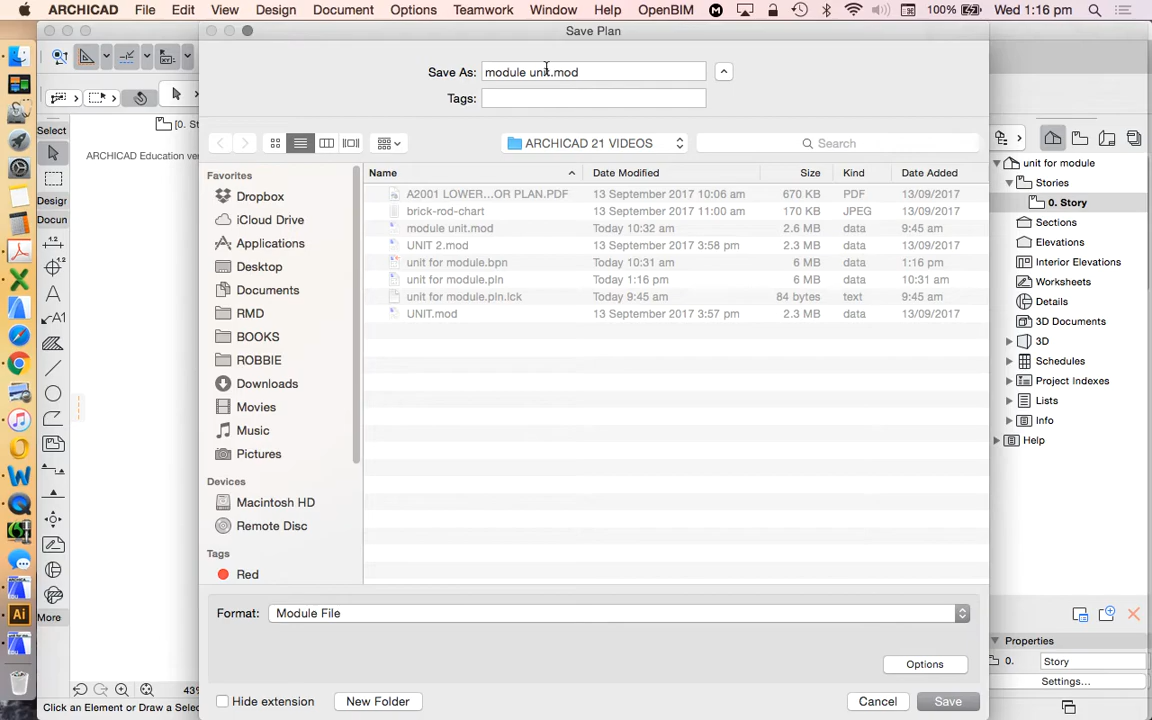 ARCHICAD File Edit View Design Document Options Teamwork Window Help OpenBIM 100% Wed 1:16 pm
Save Plan
Save As: module unit.mod
Tags:
ARCHICAD 21 VIDEOS
Search
Select
Desigr
Docun
More
[0. St
ARCHICAD Education ver
Favorites
Dropbox
iCloud Drive
Applications
Desktop
Documents
RMD
BOOKS
ROBBIE
Downloads
Movies
Music
Pictures
Devices
Macintosh HD
Remote Disc
Tags
Red
Name Date Modified Size Kind Date Added
A2001 LOWER...OR PLAN.PDF 13 September 2017 10:06 am 670 KB PDF 13/09/2017
brick-rod-chart 13 September 2017 11:00 am 170 KB JPEG 13/09/2017
module unit.mod Today 10:32 am 2.6 MB data 9:45 am
UNIT 2.mod 13 September 2017 3:58 pm 2.3 MB data 13/09/2017
unit for module.bpn Today 10:31 am 6 MB data 1:16 pm
unit for module.pln Today 1:16 pm 6 MB data 10:31 am
unit for module.pln.lck Today 9:45 am 84 bytes text 9:45 am
UNIT.mod 13 September 2017 3:57 pm 2.3 MB data 13/09/2017
Format: Module File
Options
Hide extension
New Folder
Cancel
Save
unit for module
Stories
0. Story
Sections
Elevations
Interior Elevations
Worksheets
Details
3D Documents
3D
Schedules
Project Indexes
Lists
Info
Help
Properties
0. Story
Settings...
43%
Click an Element or Draw a Selec